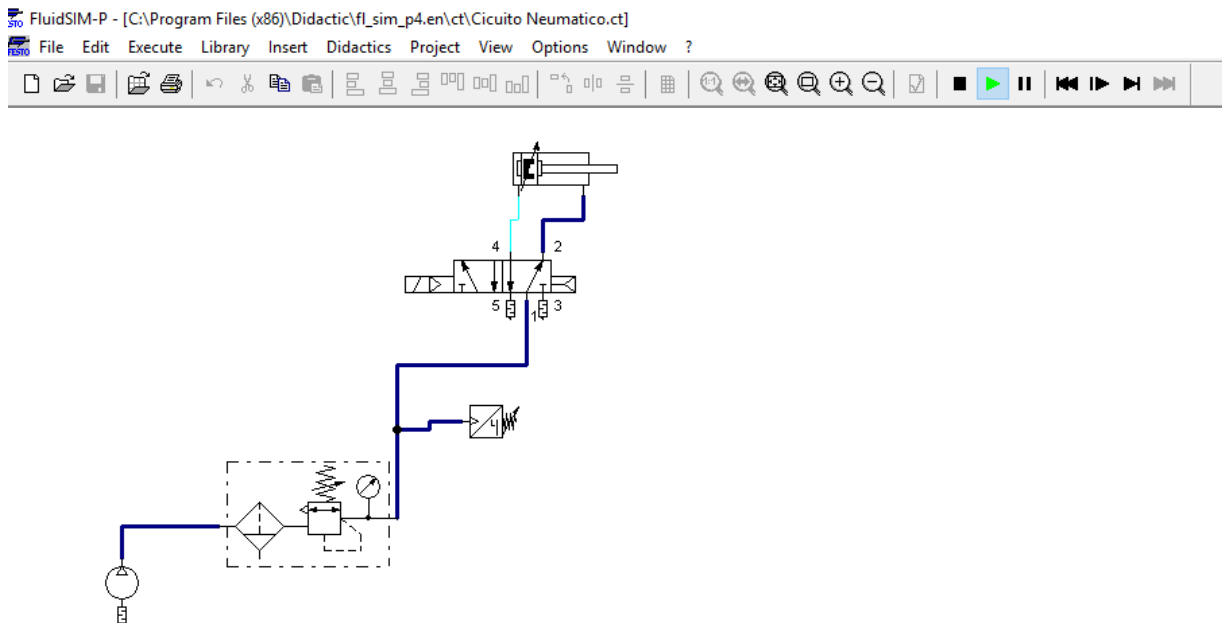 FluidSIM-P - [C:\Program Files (x86)\Didactic\fl_sim_p4.en\ct\Cicuito Neumatico.ct]
File Edit Execute Library Insert Didactics Project View Options Window ?
4 2
5 1 3